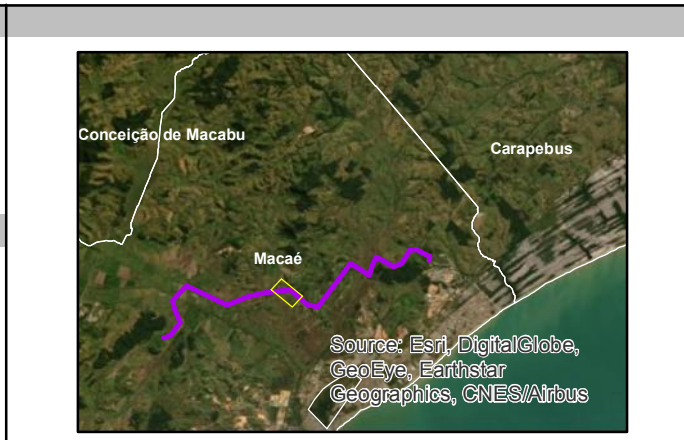 Conceição de Macabu
Carapebus
Macaé
Source: Esri, DigitalGlobe,
GeoEye, Earthstar
Geographics, CNES/Airbus